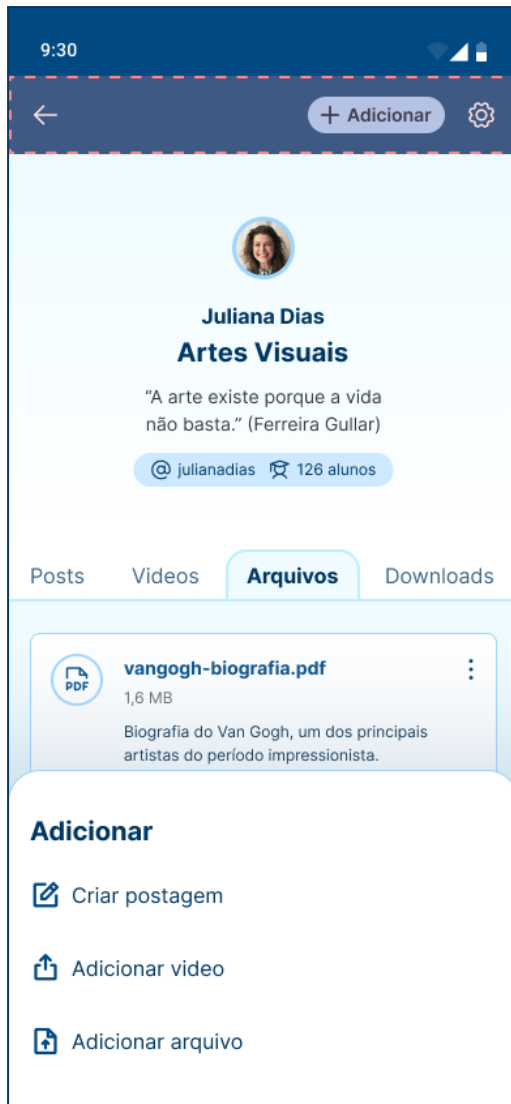 9:30
+ Adicionar
Juliana Dias
Artes Visuais
“A arte existe porque a vida
não basta.” (Ferreira Gullar)
@ julianadias 126 alunos
Posts Videos Arquivos Downloads
PDF
vangogh-biografia.pdf
1,6 MB
Biografia do Van Gogh, um dos principais
artistas do período impressionista.
Adicionar
Criar postagem
Adicionar video
Adicionar arquivo